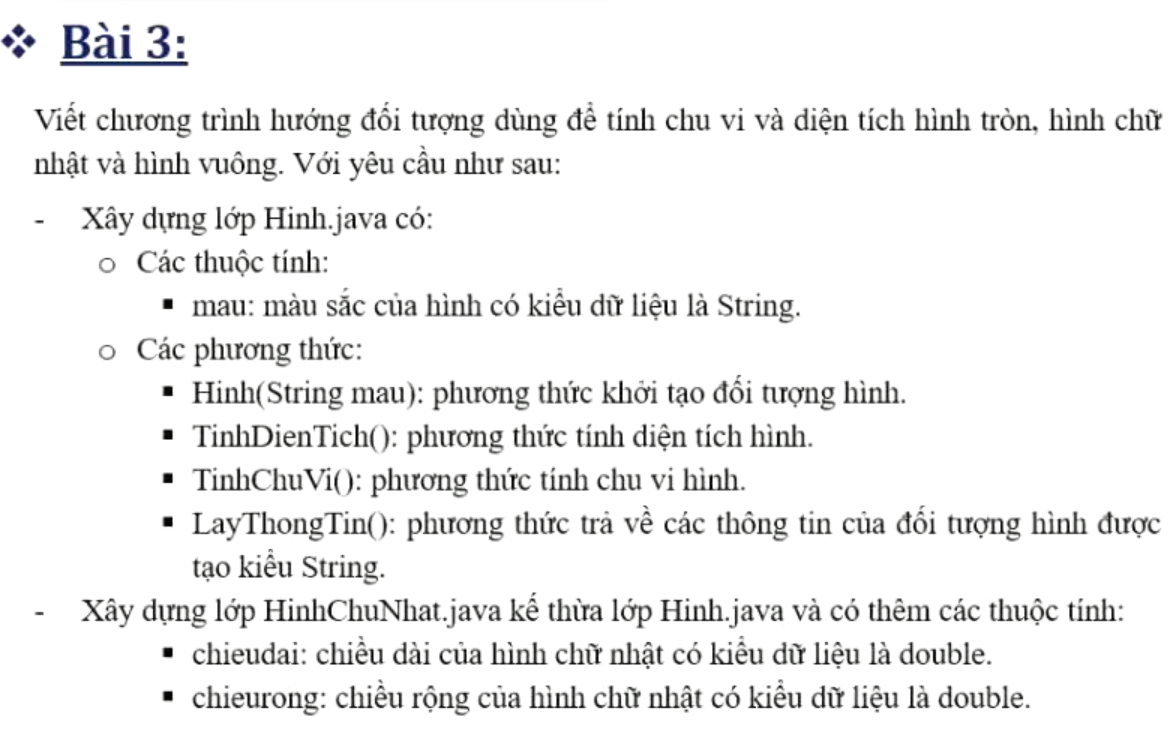 ❖ Bài 3:
Viết chương trình hướng đối tượng dùng để tính chu vi và diện tích hình tròn, hình chữ
nhật và hình vuông. Với yêu cầu như sau:
- Xây dựng lớp Hinh.java có:
o Các thuộc tính:
▪ mau: màu sắc của hình có kiểu dữ liệu là String.
o Các phương thức:
▪ Hinh(String mau): phương thức khởi tạo đối tượng hình.
▪ TinhDienTich(): phương thức tính diện tích hình.
▪ TinhChuVi(): phương thức tính chu vi hình.
▪ LayThongTin(): phương thức trả về các thông tin của đối tượng hình được
tạo kiểu String.
- Xây dựng lớp HinhChuNhat.java kế thừa lớp Hinh.java và có thêm các thuộc tính:
▪ chieudai: chiều dài của hình chữ nhật có kiểu dữ liệu là double.
▪ chieurong: chiều rộng của hình chữ nhật có kiểu dữ liệu là double.